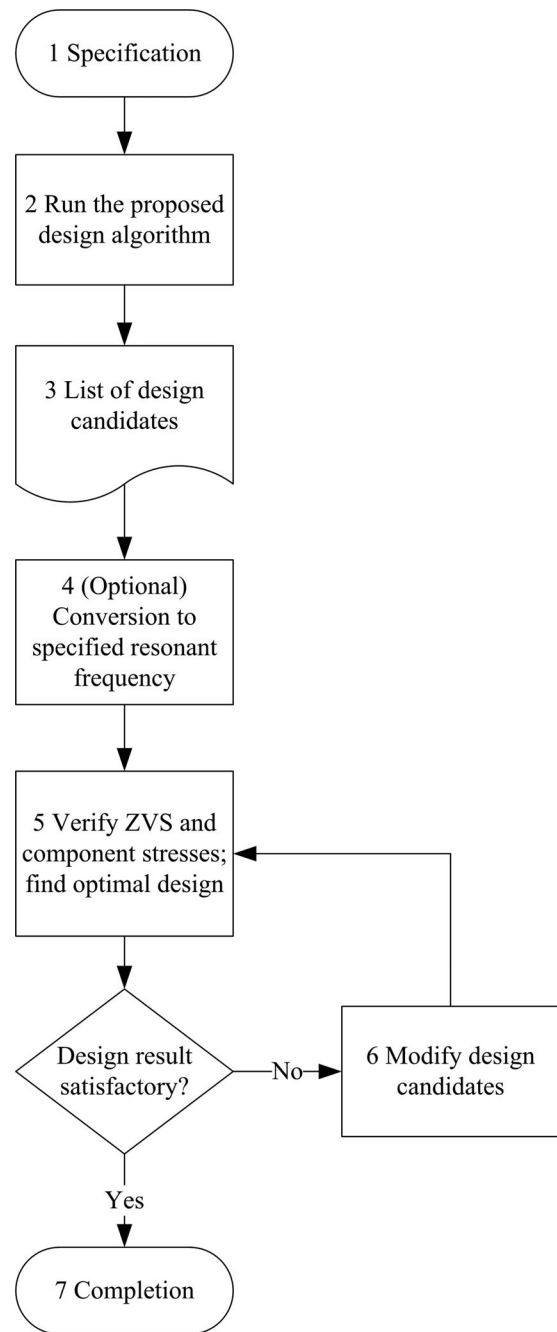 1 Specification
2 Run the proposed
design algorithm
3 List of design
candidates
4 (Optional)
Conversion to
specified resonant
frequency
5 Verify ZVS and
component stresses;
find optimal design
Design result
satisfactory?
No
6 Modify design
candidates
Yes
7 Completion